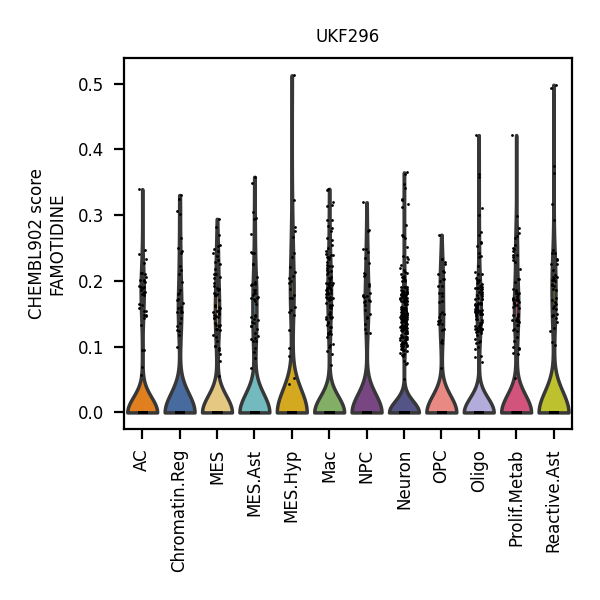 UKF296
CHEMBL902 score
FAMOTIDINE
0.5
0.4
0.3
0.2
0.1
0.0
AC
Chromatin.Reg
MES
MES.Ast
MES.Hyp
Mac
NPC
Neuron
OPC
Oligo
Prolif.Metab
Reactive.Ast